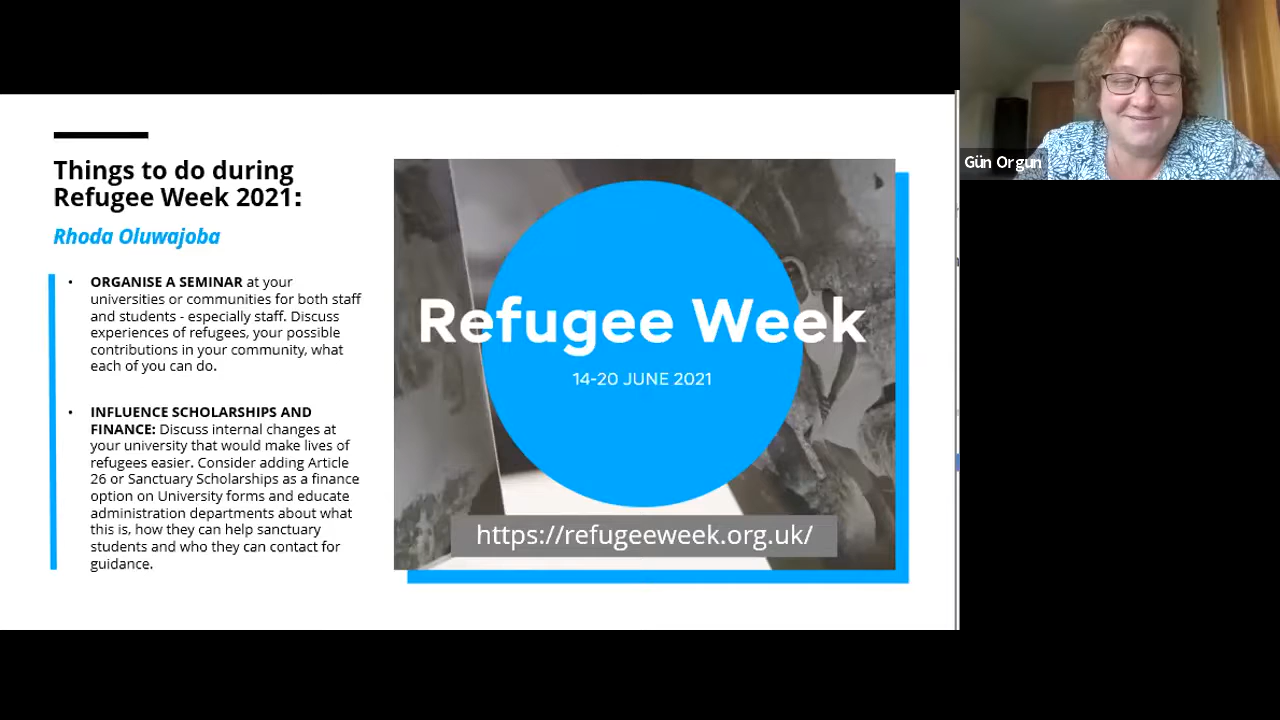 Things to do during
Refugee Week 2021:
Rhoda Oluwajoba
• ORGANISE A SEMINAR at your
universities or communities for both staff
and students - especially staff. Discuss
experiences of refugees, your possible
contributions in your community, what
each of you can do.
• INFLUENCE SCHOLARSHIPS AND
FINANCE: Discuss internal changes at
your university that would make lives of
refugees easier. Consider adding Article
26 or Sanctuary Scholarships as a finance
option on University forms and educate
administration departments about what
this is, how they can help sanctuary
students and who they can contact for
guidance.
Refugee Week
14-20 JUNE 2021
https://refugeeweek.org.uk/
Gün Orgun